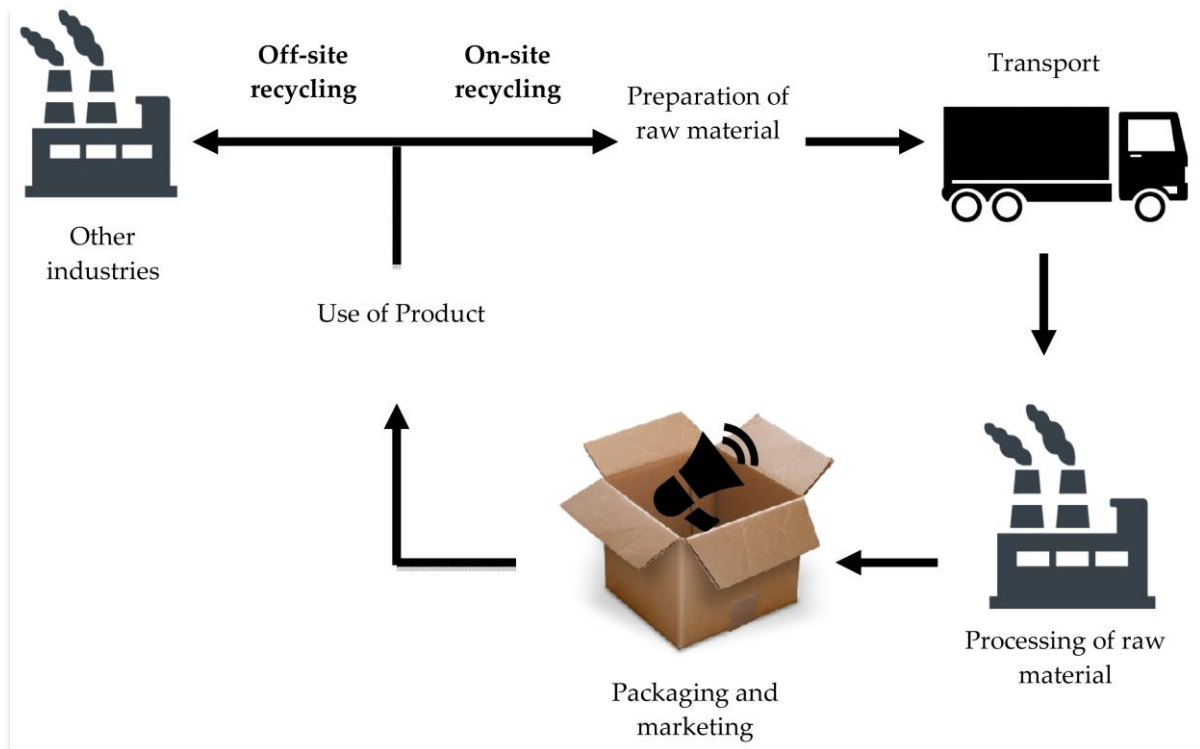 Off-site
recycling
On-site
recycling
Preparation of
raw material
Transport
Other
industries
Use of Product
Processing of raw
material
Packaging and
marketing